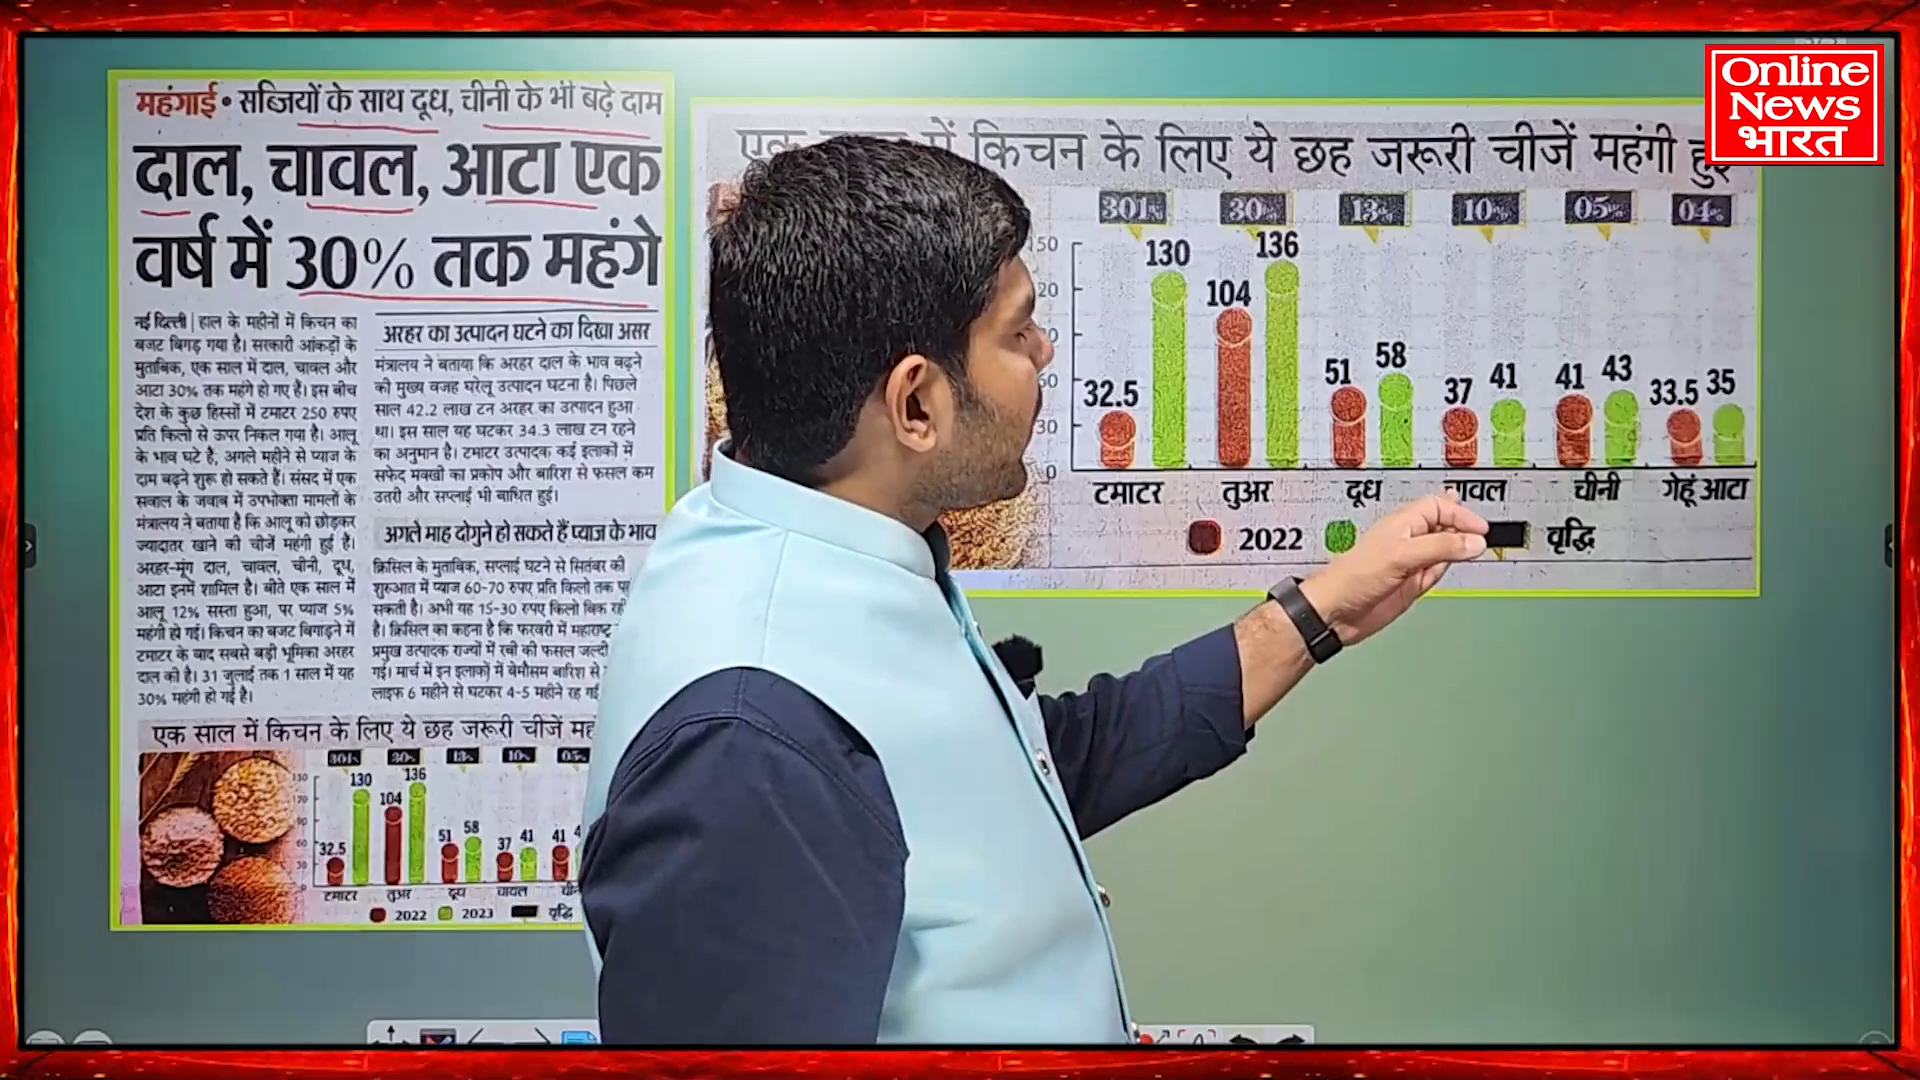 महंगाई • सब्जियों के साथ दूध, चीनी के भी बढ़े दाम
दाल, चावल, आटा एक
वर्ष में 30% तक महंगे
नई दिल्ली | हाल के महीनों में किचन का
बजट बिगड़ गया है। सरकारी आंकड़ों के
मुताबिक, एक साल में दाल, चावल और
आटा 30% तक महंगे हो गए हैं। इस बीच
देश के कुछ हिस्सों में टमाटर 250 रुपए
प्रति किलो से ऊपर निकल गया है। आलू
के भाव घटे है, अगले महीने से प्याज के
दाम बढ़ने शुरू हो सकते हैं। संसद में एक
सवाल के जवाब में उपभोक्ता मामलों के
मंत्रालय ने बताया है कि आलू को छोड़कर
ज्यादातर खाने की चीजें महंगी हुई हैं।
अरहर-मूंग दाल, चावल, चीनी, दूध,
आटा इनमें शामिल है। बीते एक साल में
आलू 12% सस्ता हुआ, पर प्याज 5%
महंगी हो गई। किचन का बजट बिगाड़ने में
टमाटर के बाद सबसे बड़ी भूमिका अरहर
दाल की है। 31 जुलाई तक 1 साल में यह
30% महंगी हो गई है।
अरहर का उत्पादन घटने का दिखा असर
मंत्रालय ने बताया कि अरहर दाल के भाव बढ़ने
की मुख्य वजह घरेलू उत्पादन घटना है। पिछले
साल 42.2 लाख टन अरहर का उत्पादन हुआ
था। इस साल यह घटकर 34.3 लाख टन रहने
का अनुमान है। टमाटर उत्पादक कई इलाकों में
सफेद मक्खी का प्रकोप और बारिश से फसल कम
उतरी और सप्लाई भी बाधित हुई।
अगले माह दोगुने हो सकते हैं प्याज के भाव
क्रिसिल के मुताबिक, सप्लाई घटने से सितंबर की
शुरुआत में प्याज 60-70 रुपए प्रति किलो तक
सकती है। अभी यह 15-30 रुपए किलो बिक
है। क्रिसिल का कहना है कि फरवरी में महाराष्ट्र
प्रमुख उत्पादक राज्यों में रबी की फसल जल्दी
गई। मार्च में इन इलाकों में बेमौसम बारिश से
लाइफ 6 महीने से घटकर 4-5 महीने रह
एक साल में किचन के लिए ये छह जरूरी चीजें
301% 30% 13% 10% 05%
150 120 90 60 30 0
32.5 130 104 136 51 58 37 41 41
टमाटर तुअर दूध चावल
2022 2023 वृद्धि
में किचन के लिए ये छह जरूरी चीजें महंगी हुई
301% 30% 13% 10% 05% 04%
30 0
32.5 130 104 136 51 58 37 41 41 43 33.5 35
टमाटर तुअर दूध चावल चीनी गेहूं आटा
2022 वृद्धि
Online
News
भारत